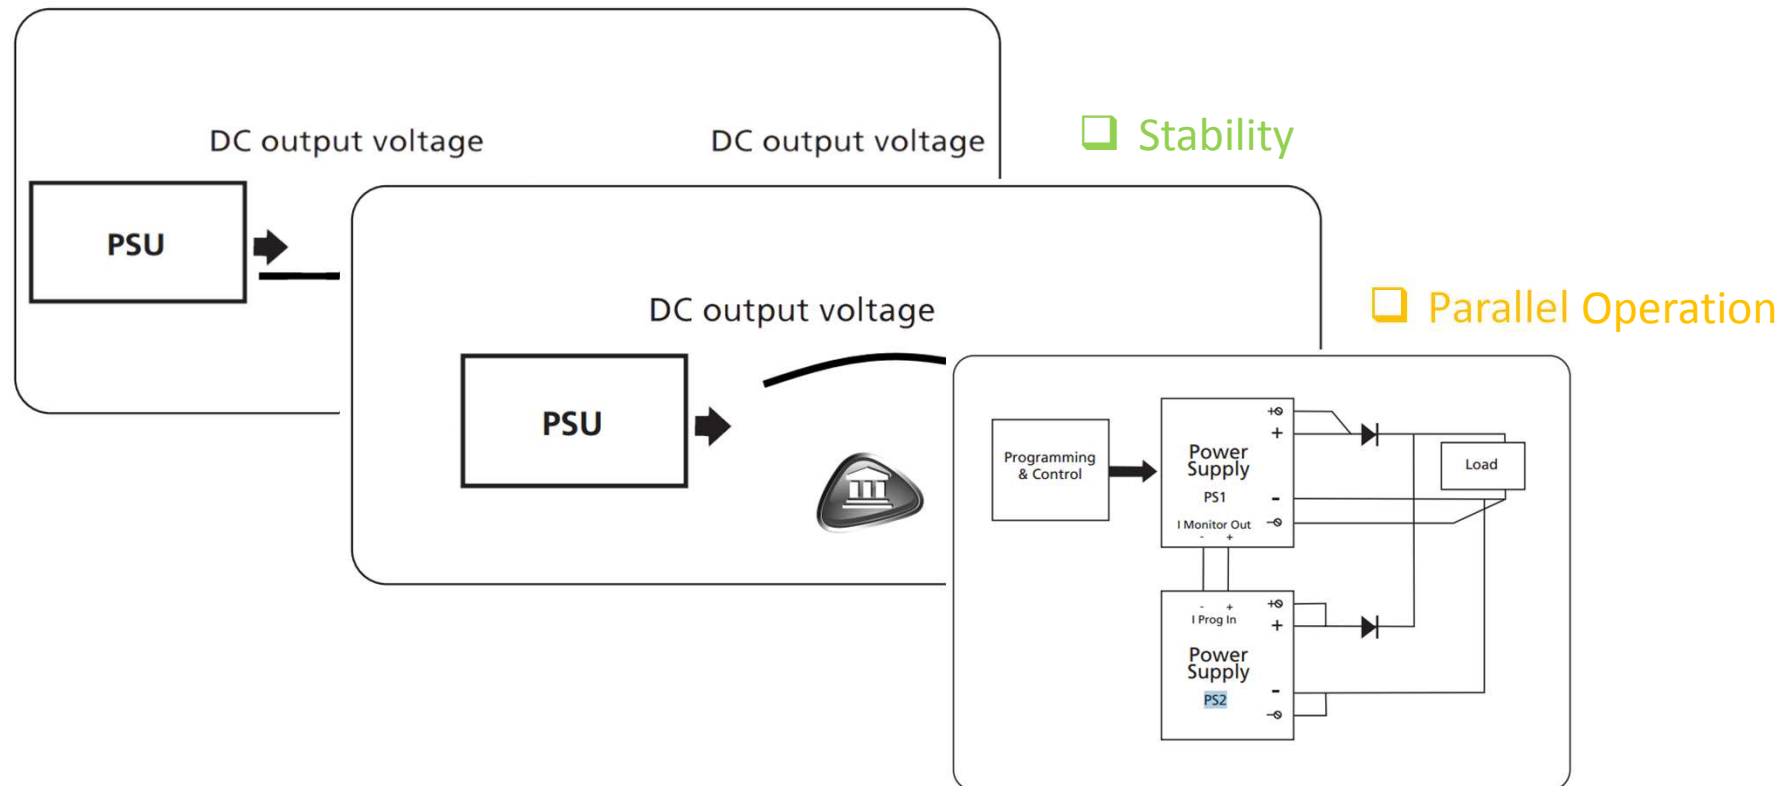 DC output voltage
DC output voltage
Stability
PSU
DC output voltage
Parallel Operation
PSU
Programming
& Control
Power
Supply
PS1
I Monitor Out
- +
+
-
Load
- +
I Prog In
+
Power
Supply
PS2
-